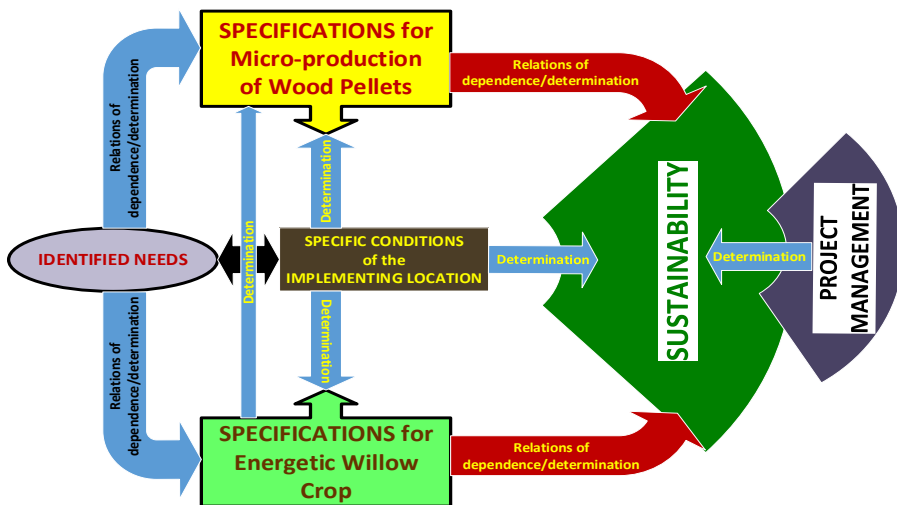 SPECIFICATIONS for
Micro-production
of Wood Pellets
Relations of
dependence/determination
Relations of
dependence/determination
Determination
Determination
IDENTIFIED NEEDS
SPECIFIC CONDITIONS
of the
IMPLEMENTING LOCATION
Determination
SUSTAINABILITY
Determination
PROJECT
MANAGEMENT
Determination
Relations of
dependence/determination
SPECIFICATIONS for
Energetic Willow
Crop
Relations of
dependence/determination